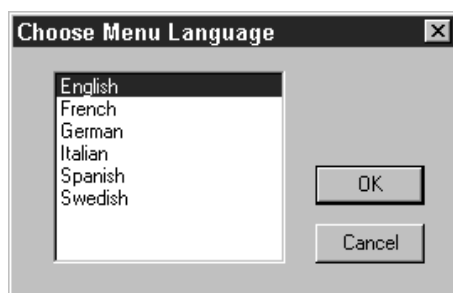 Choose Menu Language
English
French
German
Italian
Spanish
Swedish
OK
Cancel